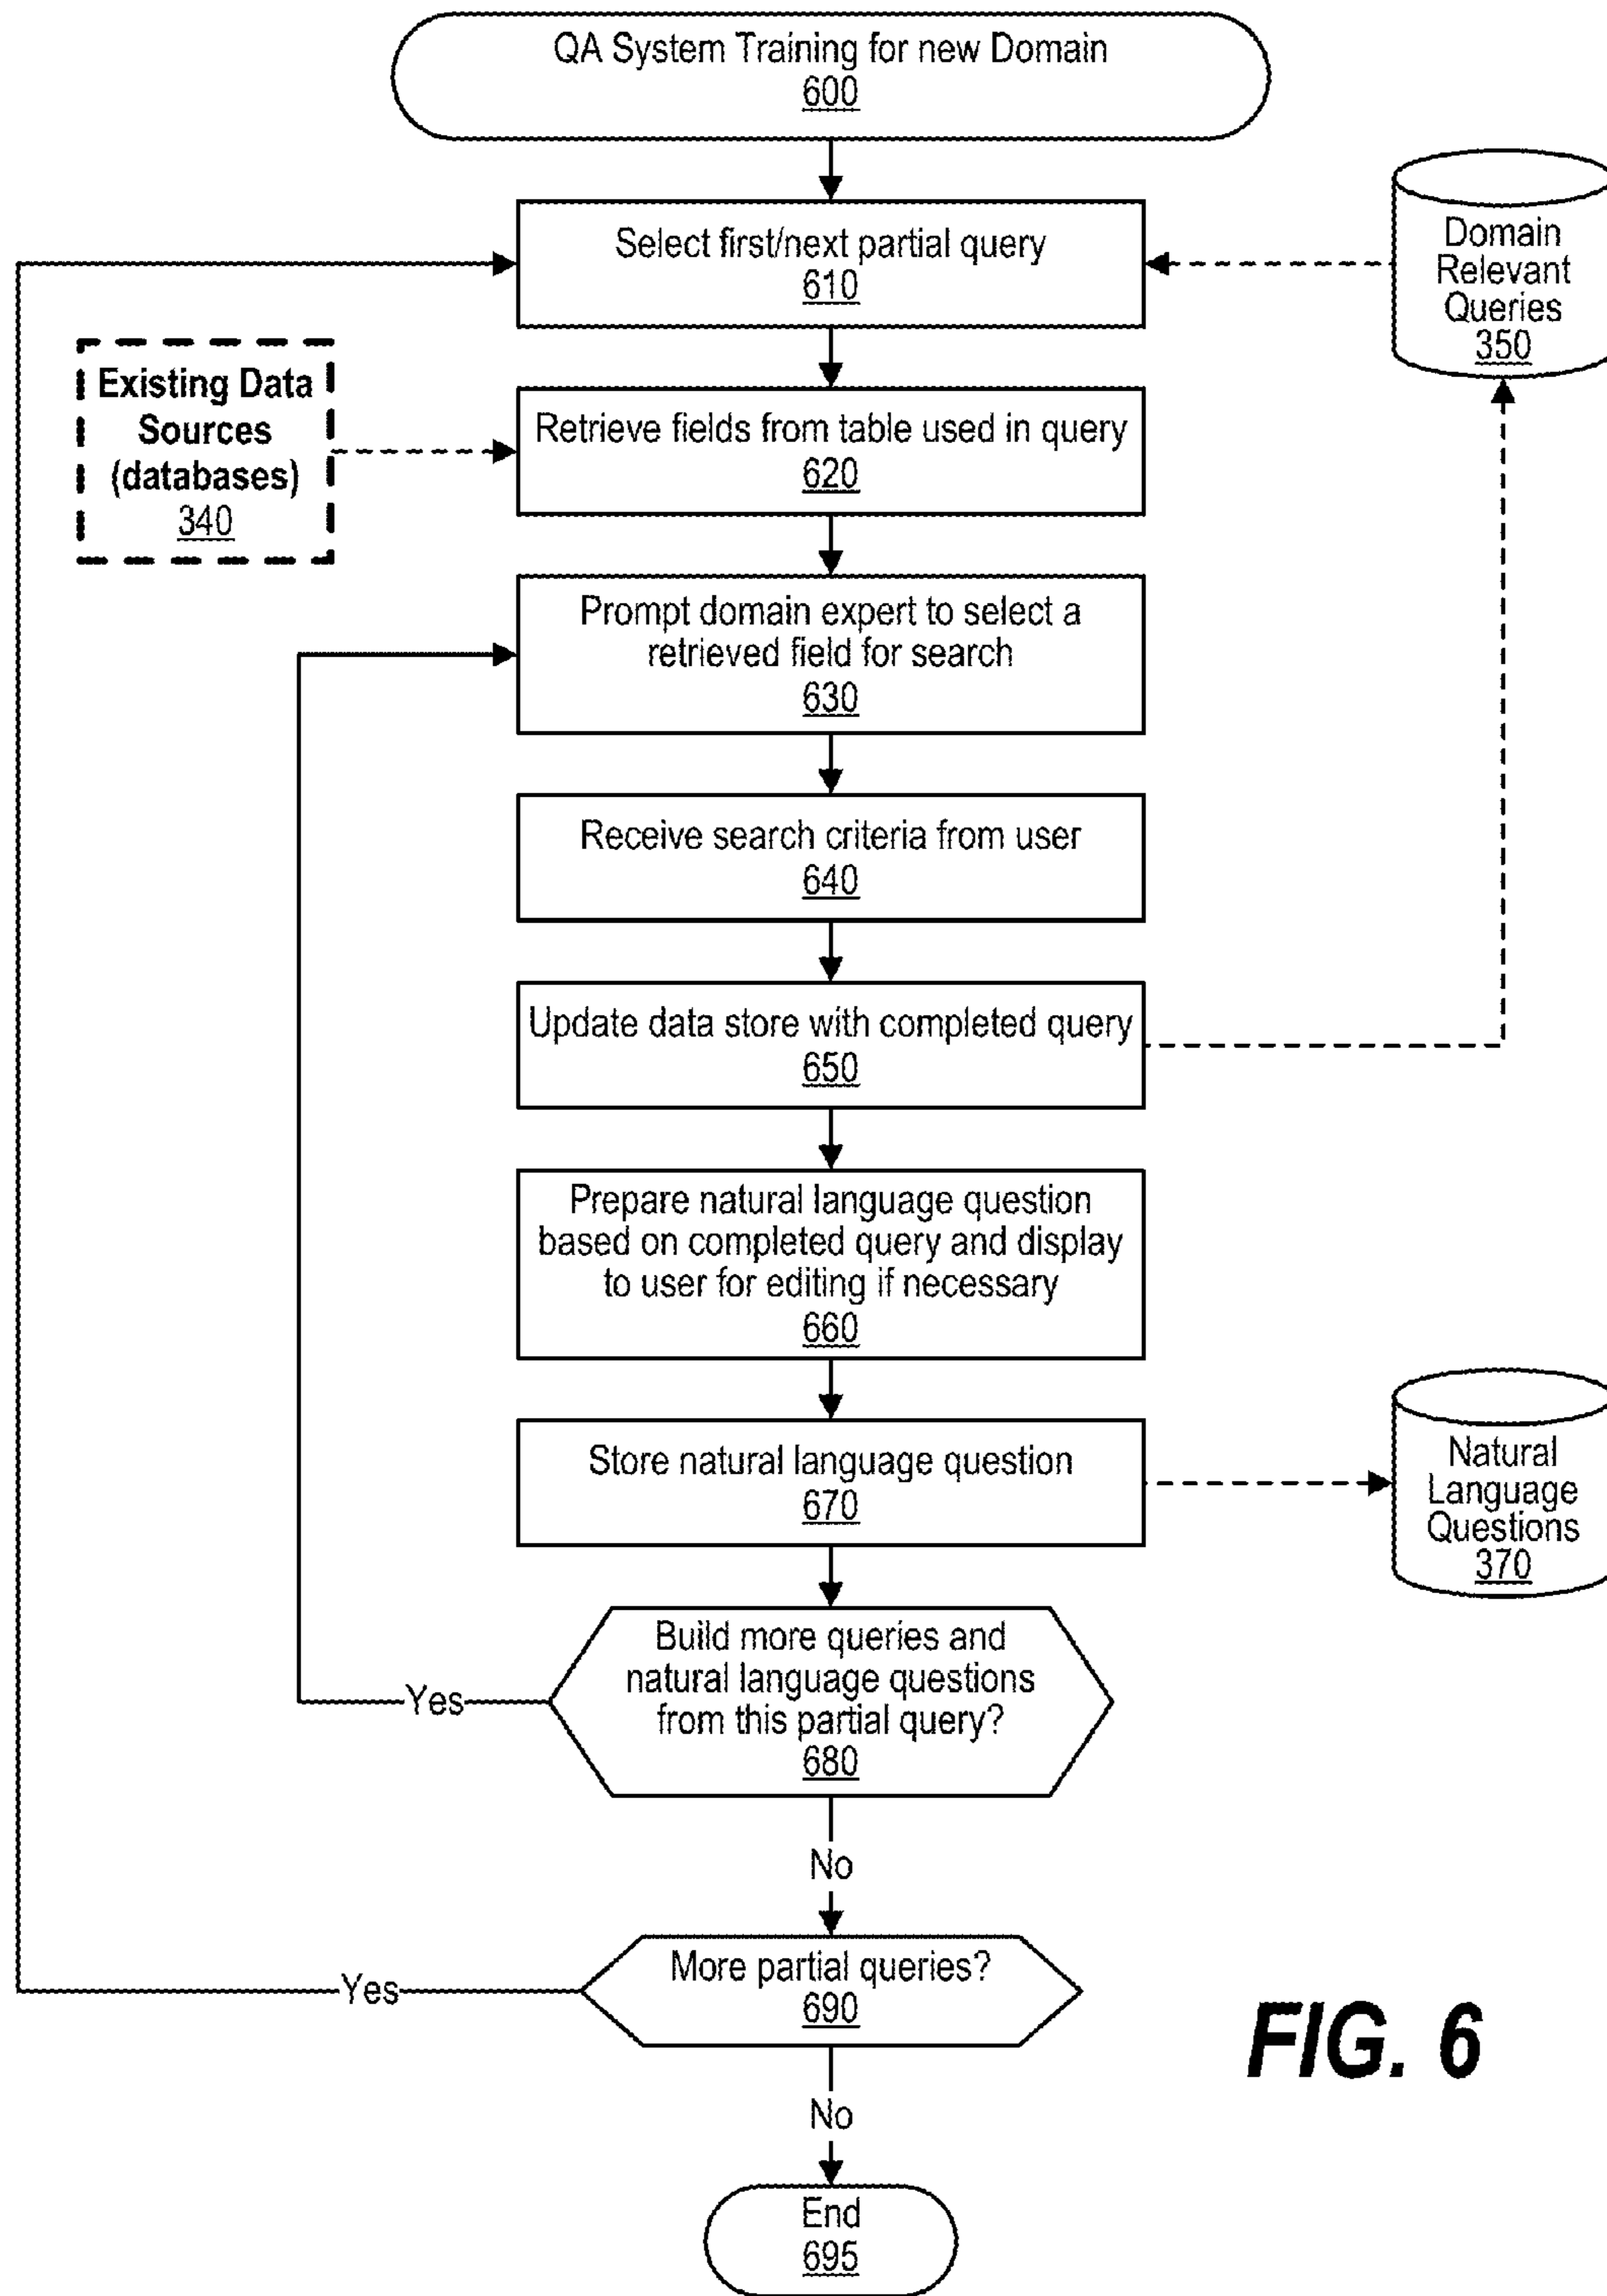 QA System Training for new Domain
600
Select first/next partial query
610
Domain
Relevant
Queries
350
Existing Data
Sources
(databases)
340
Retrieve fields from table used in query
620
Prompt domain expert to select a
retrieved field for search
630
Receive search criteria from user
640
Update data store with completed query
650
Prepare natural language question
based on completed query and display
to user for editing if necessary
660
Store natural language question
670
Natural
Language
Questions
370
Build more queries and
natural language questions
from this partial query?
680
Yes
No
More partial queries?
690
Yes
No
FIG. 6
End
695